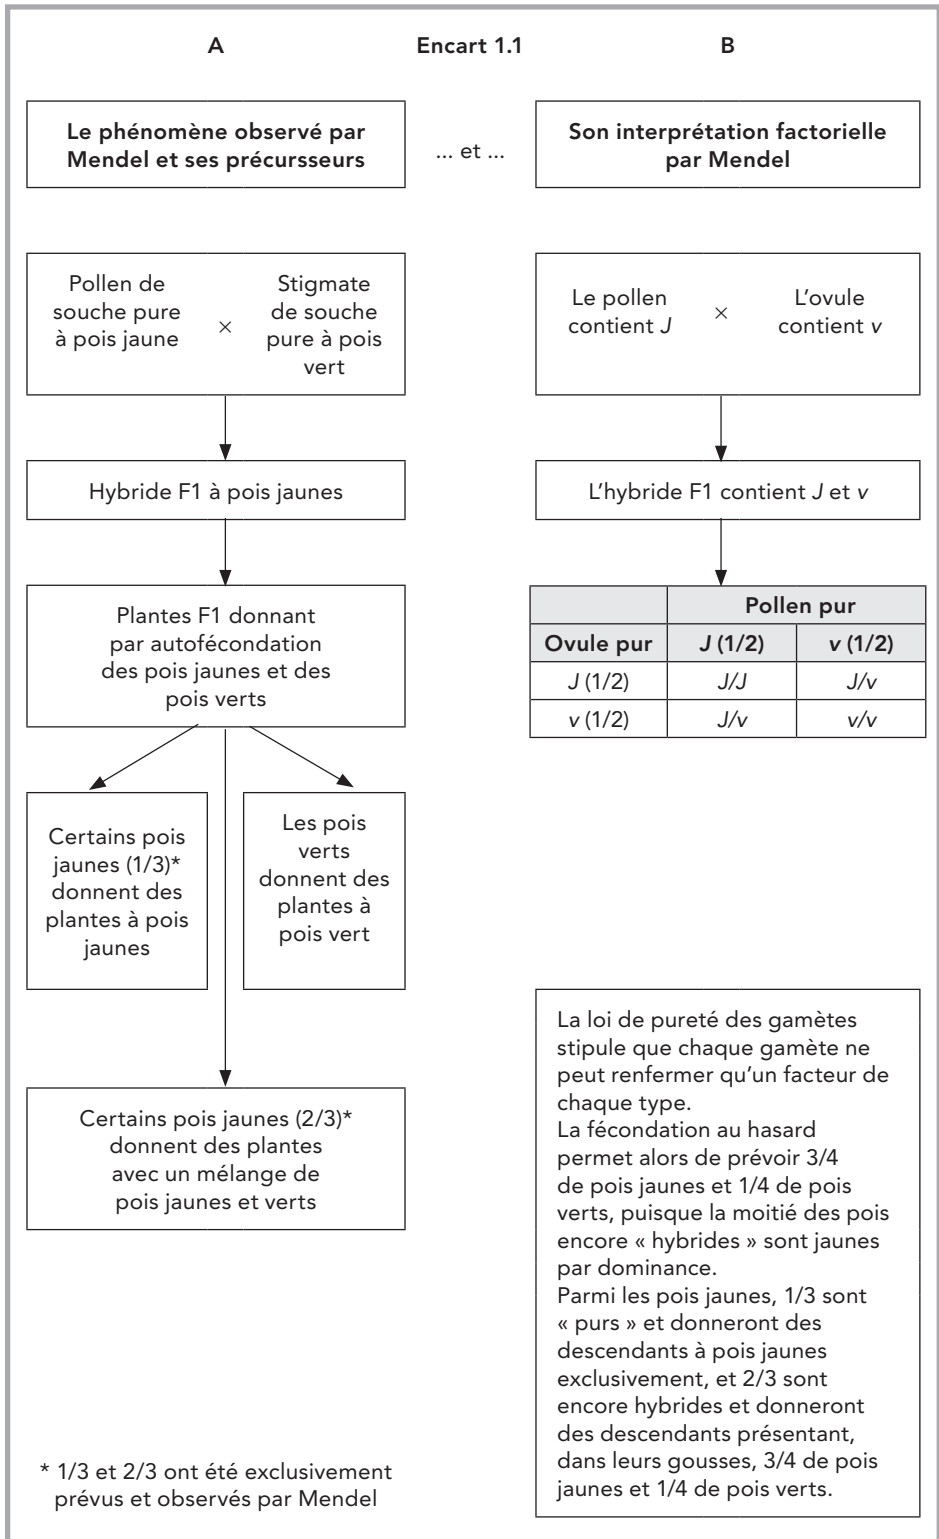 A
Encart 1.1
B
Le phénomène observé par
Mendel et ses précursseurs
... et ...
Son interprétation factorielle
par Mendel
Pollen de
souche pure
à pois jaune
×
Stigmate
de souche
pure à pois
vert
Le pollen
contient J
×
L'ovule
contient v
Hybride F1 à pois jaunes
L'hybride F1 contient J et v
Plantes F1 donnant
par autofécondation
des pois jaunes et des
pois verts
Pollen pur
Ovule pur J (1/2) v (1/2)
J (1/2) J/J J/v
v (1/2) J/v v/v
Certains pois
jaunes (1/3)*
donnent des
plantes à pois
jaunes
Les pois
verts
donnent des
plantes à
pois vert
Certains pois jaunes (2/3)*
donnent des plantes
avec un mélange de
pois jaunes et verts
La loi de pureté des gamètes
stipule que chaque gamète ne
peut renfermer qu'un facteur de
chaque type.
La fécondation au hasard
permet alors de prévoir 3/4
de pois jaunes et 1/4 de pois
verts, puisque la moitié des pois
encore « hybrides » sont jaunes
par dominance.
Parmi les pois jaunes, 1/3 sont
« purs » et donneront des
descendants à pois jaunes
exclusivement, et 2/3 sont
encore hybrides et donneront
des descendants présentant,
dans leurs gousses, 3/4 de pois
jaunes et 1/4 de pois verts.
* 1/3 et 2/3 ont été exclusivement
prévus et observés par Mendel